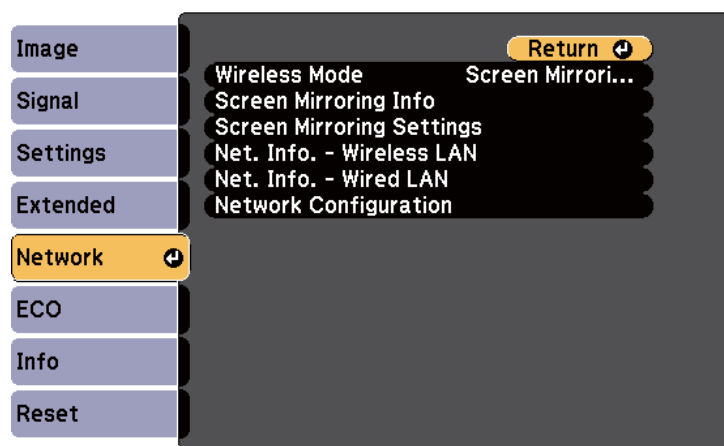 Image
Signal
Settings
Extended
Network
ECO
Info
Reset
Return
Wireless Mode Screen Mirrori...
Screen Mirroring Info
Screen Mirroring Settings
Net. Info. - Wireless LAN
Net. Info. - Wired LAN
Network Configuration